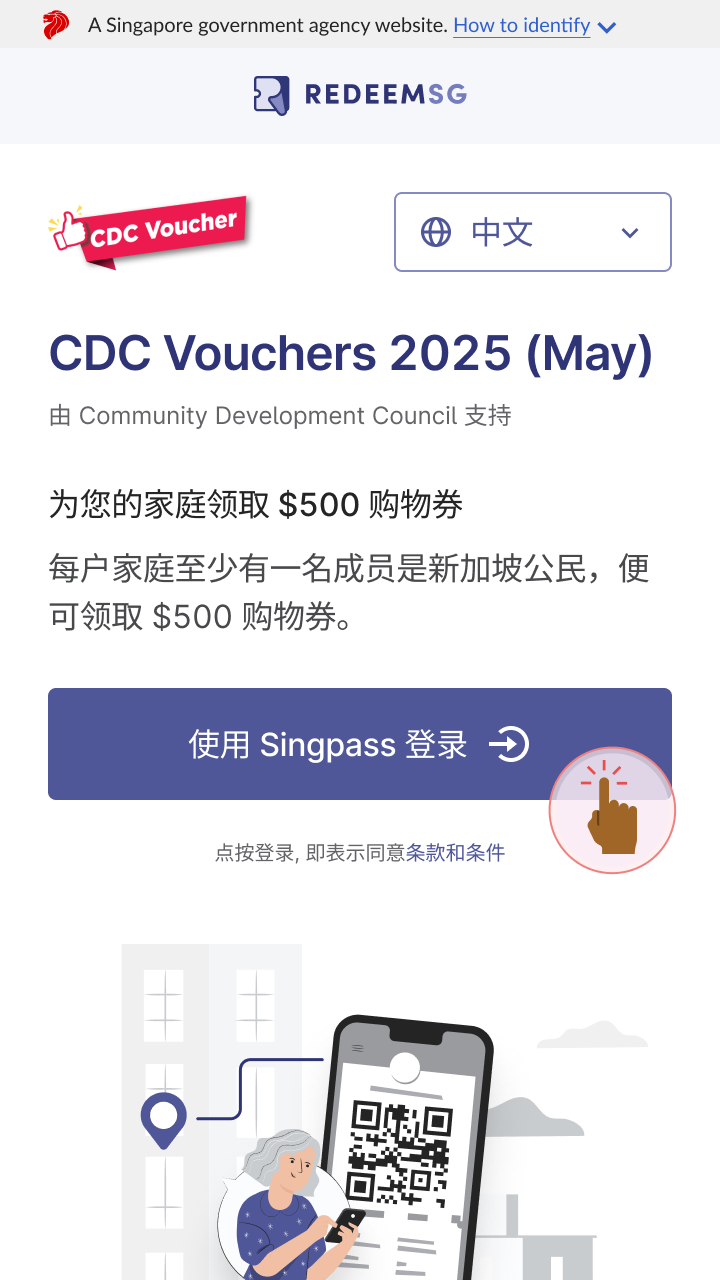 A Singapore government agency website. How to identify
REDEEMSG
CDC Voucher
中文
CDC Vouchers 2025 (May)
由 Community Development Council 支持
为您的家庭领取 $500 购物券
每户家庭至少有一名成员是新加坡公民，便
可领取 $500 购物券。
使用 Singpass 登录
点按登录, 即表示同意条款和条件